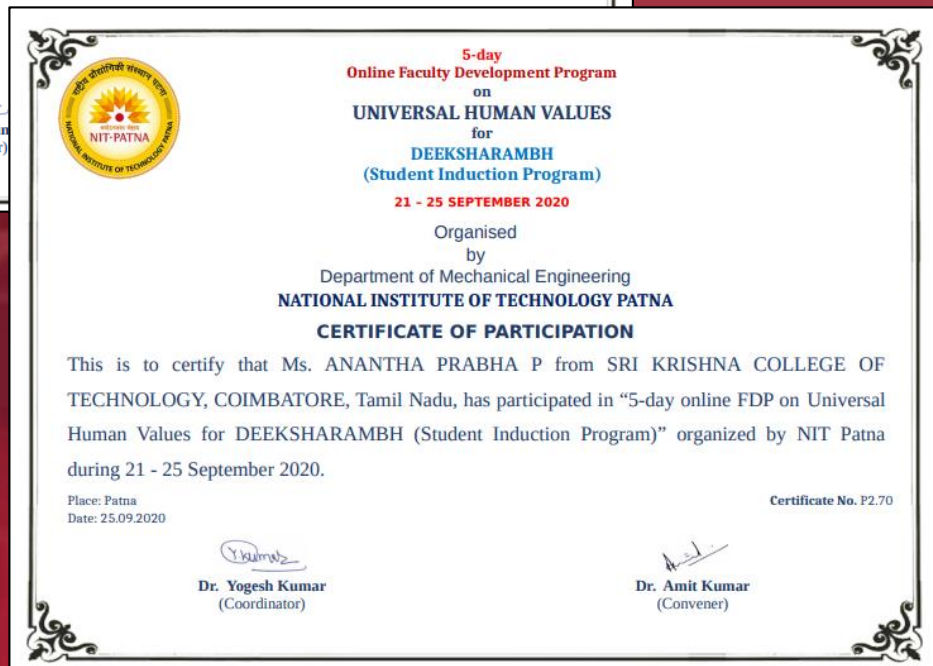 5-day
Online Faculty Development Program
on
UNIVERSAL HUMAN VALUES
for
DEEKSHARAMBH
(Student Induction Program)
21 – 25 SEPTEMBER 2020
Organised
by
Department of Mechanical Engineering
NATIONAL INSTITUTE OF TECHNOLOGY PATNA
CERTIFICATE OF PARTICIPATION
This is to certify that Ms. ANANTHA PRABHA P from SRI KRISHNA COLLEGE OF
TECHNOLOGY, COIMBATORE, Tamil Nadu, has participated in “5-day online FDP on Universal
Human Values for DEEKSHARAMBH (Student Induction Program)” organized by NIT Patna
during 21 - 25 September 2020.
Place: Patna
Certificate No. P2.70
Date: 25.09.2020
Y.Kumar
Dr. Yogesh Kumar
Dr. Amit Kumar
(Coordinator)
(Convener)
राष्ट्रीय प्रौद्योगिकी संस्थान पटना
NIT-PATNA
NATIONAL INSTITUTE OF TECHNOLOGY PATNA